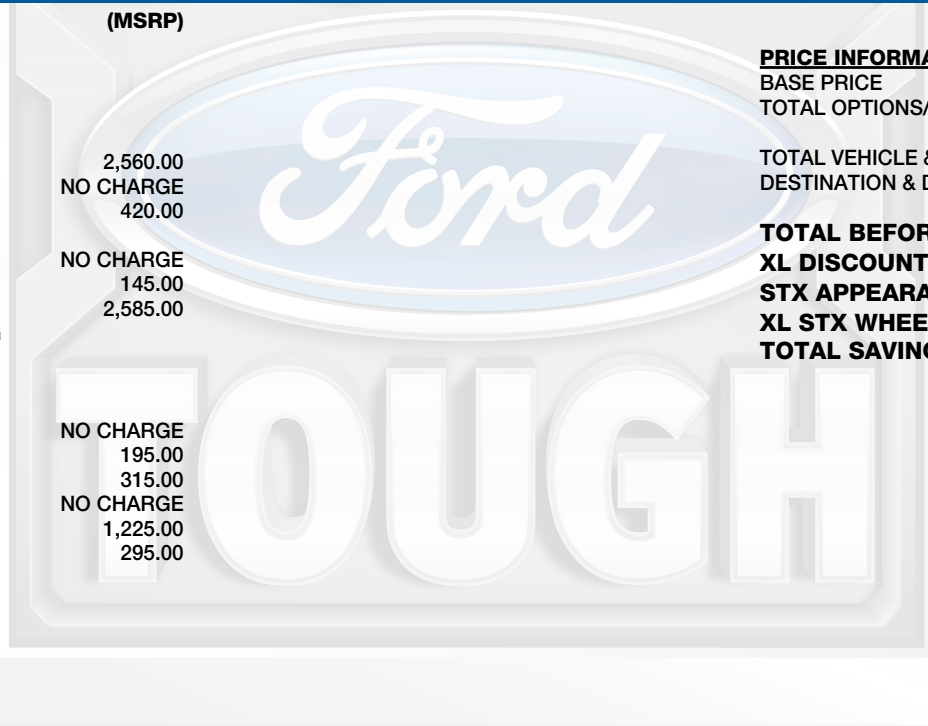 (MSRP)
2,560.00
NO CHARGE
420.00
NO CHARGE
145.00
2,585.00
NO CHARGE
195.00
315.00
NO CHARGE
1,225.00
295.00
Ford
TOUGH
PRICE INFORMA
BASE PRICE
TOTAL OPTIONS/
TOTAL VEHICLE &
DESTINATION & D
TOTAL BEFOR
XL DISCOUNT
STX APPEARA
XL STX WHEE
TOTAL SAVING